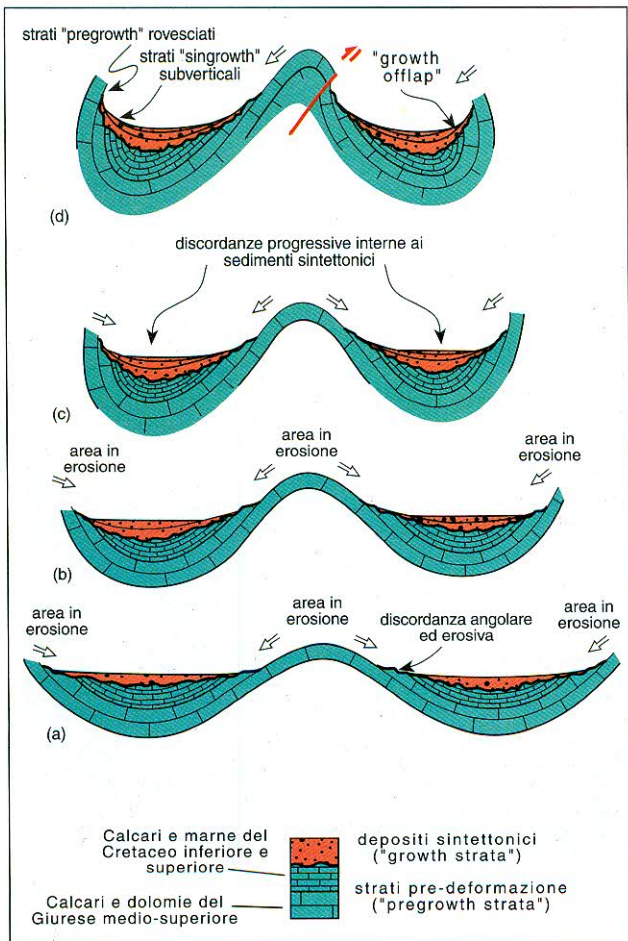 strati "pregrowth" rovesciati
strati "singrowth"
subverticali
"growth
offlap"
(d)
discordanze progressive interne ai
sedimenti sintettonici
(c)
area in
erosione
area in
erosione
area in
erosione
(b)
area in
erosione
area in
erosione
discordanza angolare
ed erosiva
area in
erosione
(a)
Calcari e marne del
Cretaceo inferiore e
superiore
Calcari e dolomie del
Giurese medio-superiore
depositi sintettonici
("growth strata")
strati pre-deformazione
("pregrowth strata")